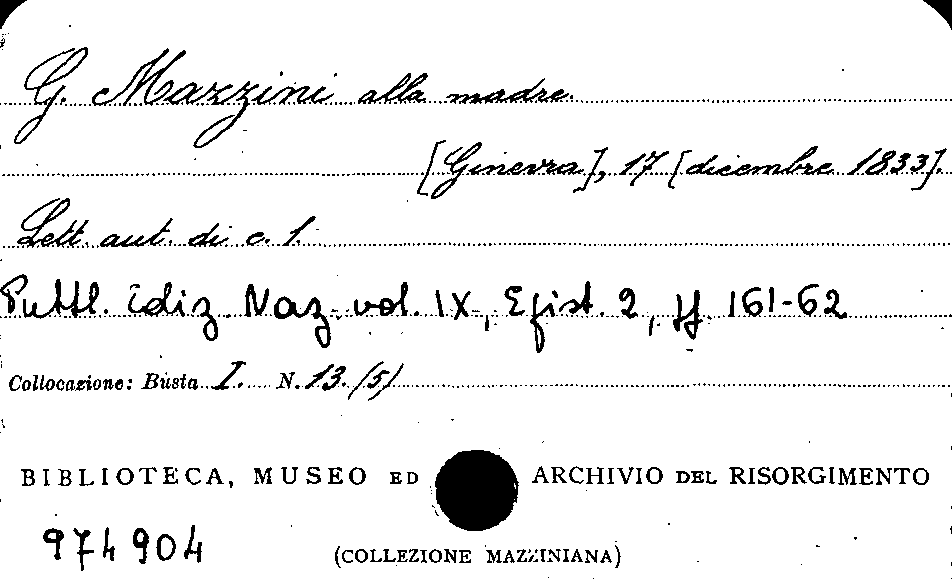 G. Mazzini alla madre.
[Ginevra], 17 [dicembre 1833].
Lett. aut. di c. 1.
Pubbl. Ediz. Naz. vol. IX, Epist. 2, pp. 161-62
Collocazione: Busta I. N. 13. (5)
BIBLIOTECA, MUSEO ED ARCHIVIO DEL RISORGIMENTO
974904
(COLLEZIONE MAZZINIANA)